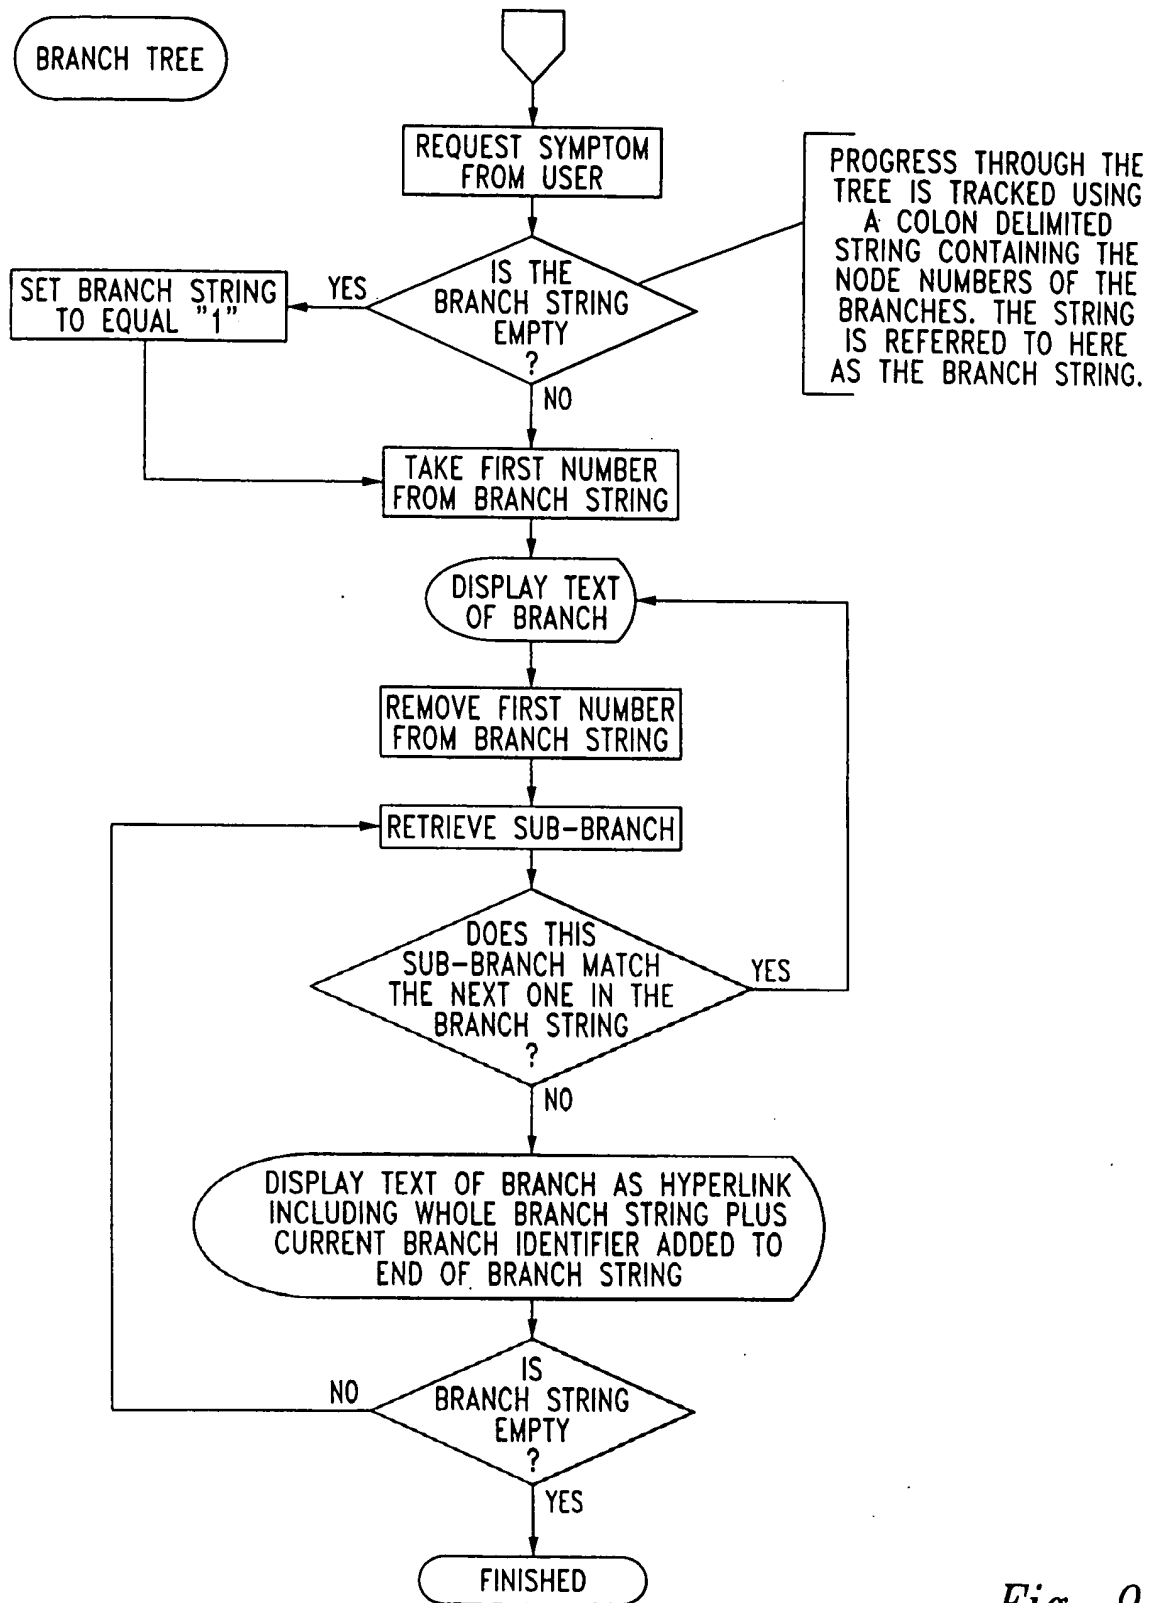 BRANCH TREE
REQUEST SYMPTOM
FROM USER
PROGRESS THROUGH THE
TREE IS TRACKED USING
A COLON DELIMITED
STRING CONTAINING THE
NODE NUMBERS OF THE
BRANCHES. THE STRING
IS REFERRED TO HERE
AS THE BRANCH STRING.
IS THE
BRANCH STRING
EMPTY
?
YES
SET BRANCH STRING
TO EQUAL "1"
NO
TAKE FIRST NUMBER
FROM BRANCH STRING
DISPLAY TEXT
OF BRANCH
REMOVE FIRST NUMBER
FROM BRANCH STRING
RETRIEVE SUB-BRANCH
DOES THIS
SUB-BRANCH MATCH
THE NEXT ONE IN THE
BRANCH STRING
?
YES
NO
DISPLAY TEXT OF BRANCH AS HYPERLINK
INCLUDING WHOLE BRANCH STRING PLUS
CURRENT BRANCH IDENTIFIER ADDED TO
END OF BRANCH STRING
IS
BRANCH STRING
EMPTY
?
NO
YES
FINISHED
Fig. 9